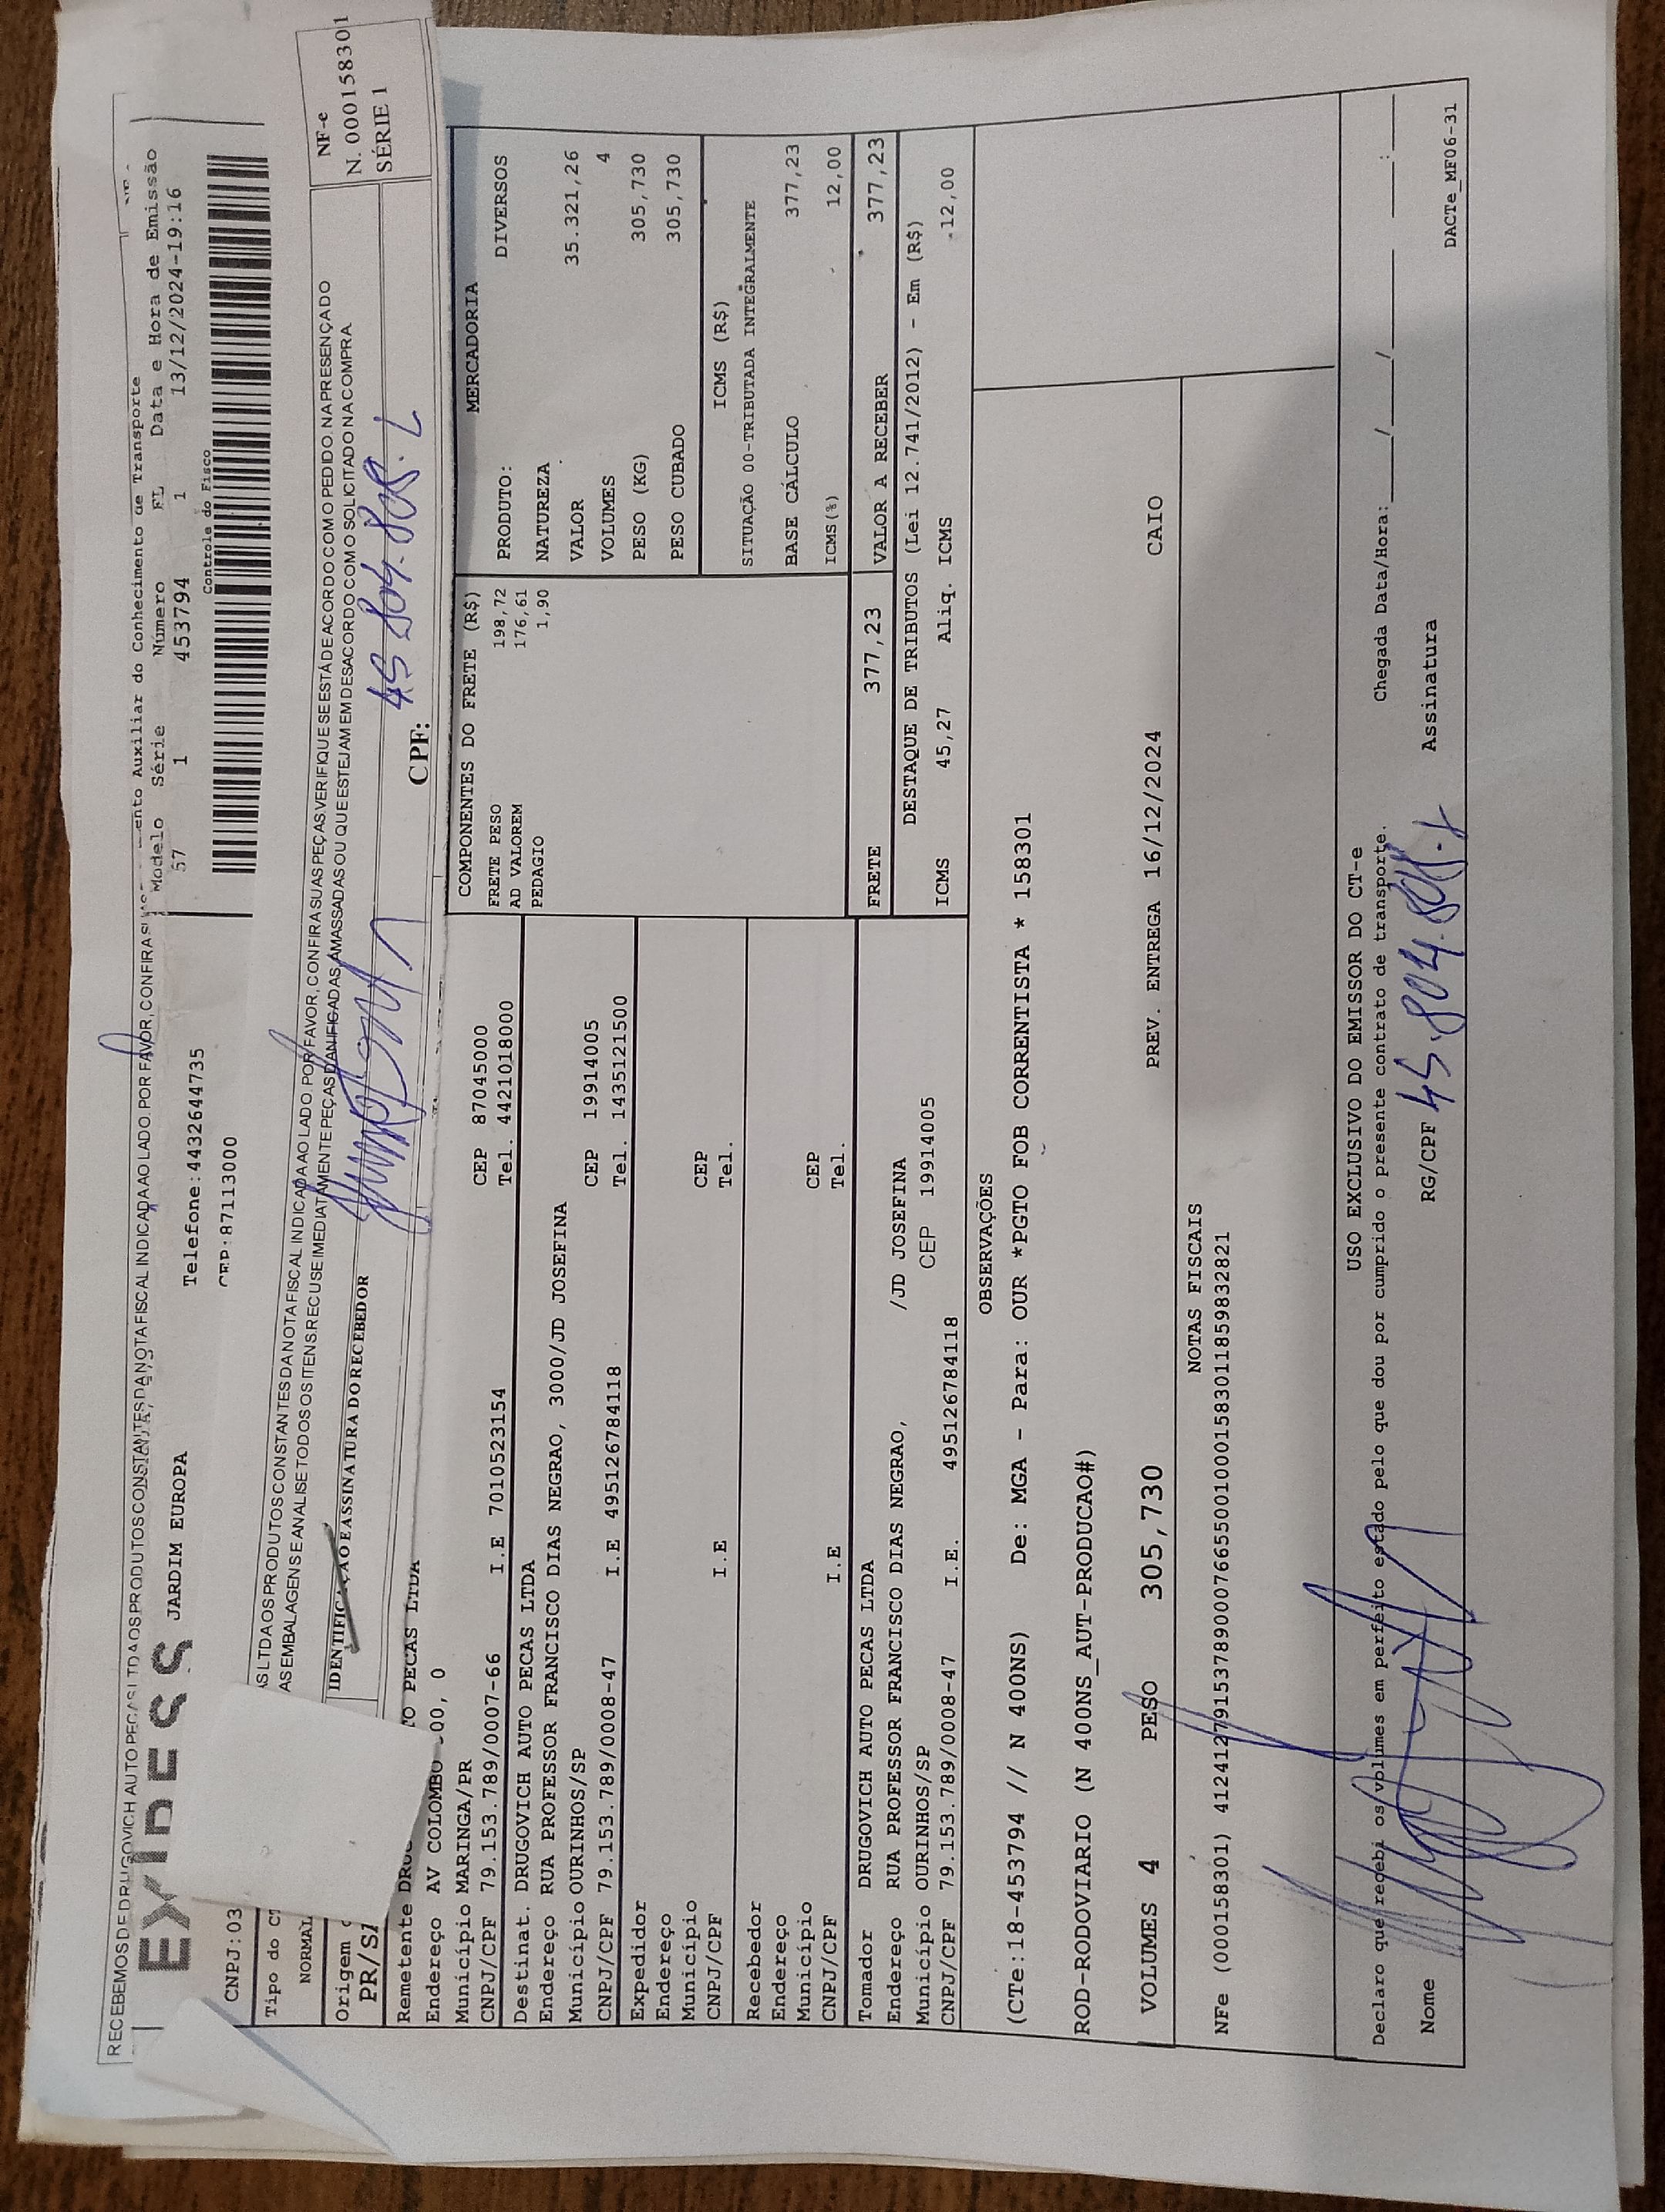 RECEBEMOS DE DRUGOVICH AUTO PECAS LTDA OS PRODUTOS CONSTANTES DA NOTA FISCAL INDICADA AO LADO. POR FAVOR, CONFIRA
ento Auxiliar do Conhecimento de Transporte
Modelo Série Número FL Data e Hora de Emissão
57 1 453794 1 13/12/2024-19:16
JARDIM EUROPA
Telefone:4432644735
Controle do Fisco
CNPJ:03
CEP:87113000
AS LTDA OS PRODUTOS CONSTANTES DA NOTA FISCAL INDICADA AO LADO. POR FAVOR, CONFIRA SUAS PEÇAS VERIFIQUE SE ESTÁ DE ACORDO COM O PEDIDO. NA PRESENÇA DO
AS EMBALAGENS E ANALISE TODOS OS ITENS. RECUSE IMEDIATAMENTE PEÇAS DANIFICADAS, AMASSADAS OU QUE ESTEJAM EM DESACORDO COM O SOLICITADO NA COMPRA.
NF-e
N. 000158301
SÉRIE 1
IDENTIFICAÇÃO E ASSINATURA DO RECEBEDOR
CPF:
Tipo do CT
NORMAL
Origem
PR/SA
Remetente DRUG TO PECAS LTDA
Endereço AV COLOMBO 500, 0 CEP 87045000
Município MARINGA/PR Tel. 4421018000
CNPJ/CPF 79.153.789/0007-66 I.E 7010523154
Destinat. DRUGOVICH AUTO PECAS LTDA
Endereço RUA PROFESSOR FRANCISCO DIAS NEGRAO, 3000/JD JOSEFINA
Município OURINHOS/SP CEP 19914005
CNPJ/CPF 79.153.789/0008-47 I.E 495126784118 Tel. 1435121500
Expedidor
Endereço
Município CEP
CNPJ/CPF I.E Tel.
Recebedor
Endereço
Município CEP
CNPJ/CPF I.E Tel.
Tomador DRUGOVICH AUTO PECAS LTDA
Endereço RUA PROFESSOR FRANCISCO DIAS NEGRAO, /JD JOSEFINA
Município OURINHOS/SP CEP 19914005
CNPJ/CPF 79.153.789/0008-47 I.E. 495126784118
COMPONENTES DO FRETE (R$)
FRETE PESO 198,72
AD VALOREM 176,61
PEDAGIO 1,90
MERCADORIA
PRODUTO: DIVERSOS
NATUREZA
VALOR 35.321,26
VOLUMES 4
PESO (KG) 305,730
PESO CUBADO 305,730
ICMS (R$)
SITUAÇÃO 00-TRIBUTADA INTEGRALMENTE
BASE CÁLCULO 377,23
ICMS(%) 12,00
FRETE 377,23 VALOR A RECEBER 377,23
DESTAQUE DE TRIBUTOS (Lei 12.741/2012) - Em (R$)
ICMS 45,27 Aliq. ICMS 12,00
OBSERVAÇÕES
(CTe:18-453794 // N 400NS) De: MGA - Para: OUR *PGTO FOB CORRENTISTA * 158301
ROD-RODOVIARIO (N 400NS_AUT-PRODUCAO#)
VOLUMES 4 PESO 305,730 PREV. ENTREGA 16/12/2024 CAIO
NOTAS FISCAIS
NFe (000158301) 41241279153789000766550010001583011859832821
USO EXCLUSIVO DO EMISSOR DO CT-e
Declaro que recebi os volumes em perfeito estado pelo que dou por cumprido o presente contrato de transporte. Chegada Data/Hora: ____/____/____ ____:____
Nome RG/CPF Assinatura
DACTe_MF06-31